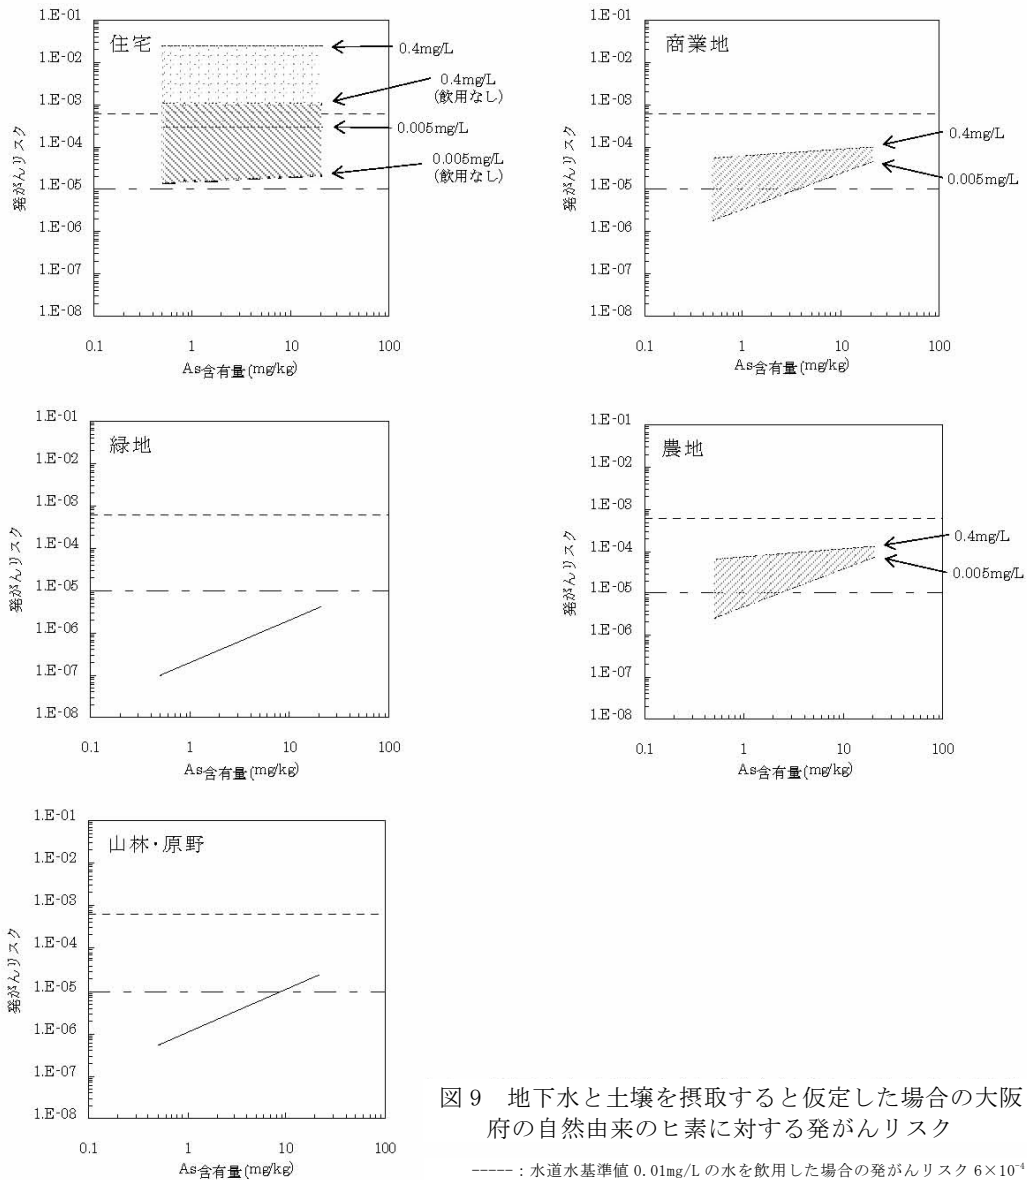 住宅
1.E-01
1.E-02
1.E-03
1.E-04
1.E-05
1.E-06
1.E-07
1.E-08
発がんリスク
0.1
1
10
100
As含有量(mg/kg)
0.4mg/L
0.4mg/L
(飲用なし)
0.005mg/L
0.005mg/L
(飲用なし)
商業地
1.E-01
1.E-02
1.E-03
1.E-04
1.E-05
1.E-06
1.E-07
1.E-08
発がんリスク
0.1
1
10
100
As含有量(mg/kg)
0.4mg/L
0.005mg/L
緑地
1.E-01
1.E-02
1.E-03
1.E-04
1.E-05
1.E-06
1.E-07
1.E-08
発がんリスク
0.1
1
10
100
As含有量(mg/kg)
農地
1.E-01
1.E-02
1.E-03
1.E-04
1.E-05
1.E-06
1.E-07
1.E-08
発がんリスク
0.1
1
10
100
As含有量(mg/kg)
0.4mg/L
0.005mg/L
山林・原野
1.E-01
1.E-02
1.E-03
1.E-04
1.E-05
1.E-06
1.E-07
1.E-08
発がんリスク
0.1
1
10
100
As含有量(mg/kg)
図9 地下水と土壌を摂取すると仮定した場合の大阪
府の自然由来のヒ素に対する発がんリスク
-----：水道水基準値 0.01mg/L の水を飲用した場合の発がんリスク 6×10⁻⁴